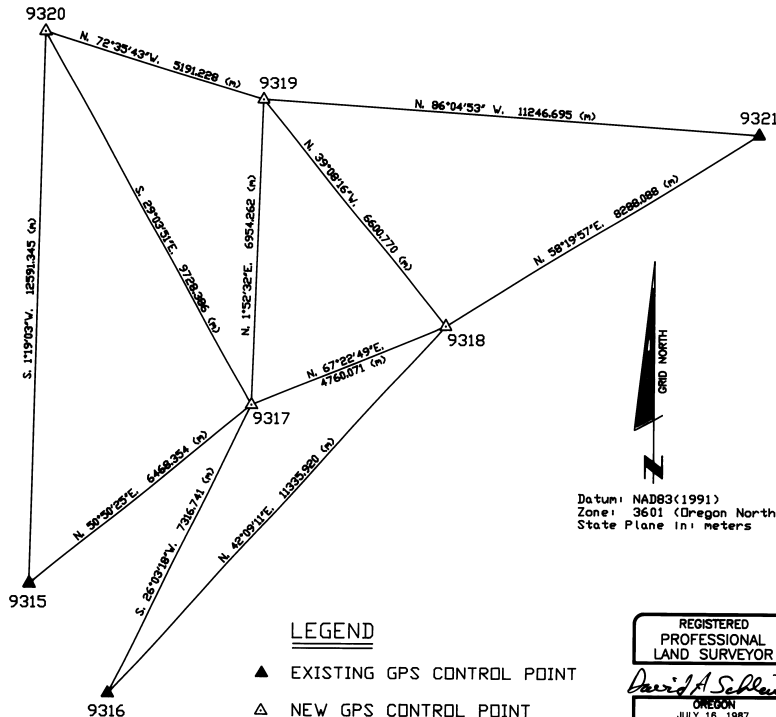 9320
N. 72°35'43"W. 5191.228 (m)
9319
N. 86°04'53" W. 11246.695 (m)
9321
S. 1°19'03"W. 12591.345 (m)
S. 29°03'51"E. 9728.386 (m)
N. 1°52'32"E. 6954.262 (m)
N. 39°08'16"W. 6600.770 (m)
N. 58°19'57"E. 8288.088 (m)
9318
N. 67°22'49"E.
4760.071 (m)
9317
GRID NORTH
N
N. 50°50'25"E. 6468.354 (m)
S. 26°03'18"W. 7316.741 (m)
N. 42°09'11"E. 11335.920 (m)
Datum: NAD83(1991)
Zone: 3601 (Oregon North
State Plane in: meters
9315
9316
LEGEND
▲ EXISTING GPS CONTROL POINT
△ NEW GPS CONTROL POINT
REGISTERED
PROFESSIONAL
LAND SURVEYOR
David A
OREGON
JULY 16, 1987